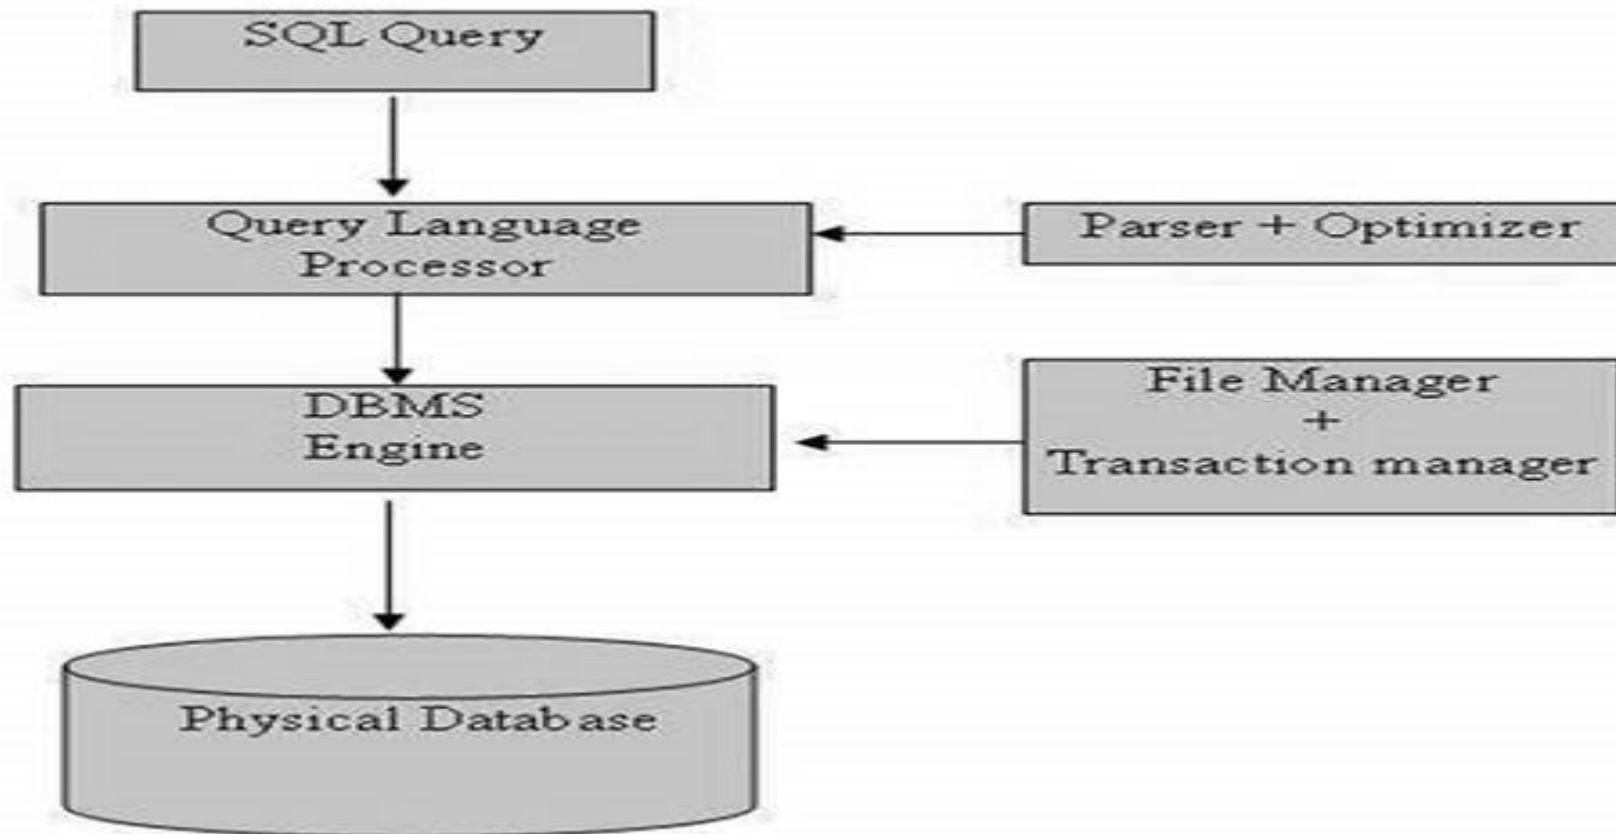 SQL Query
Query Language
Processor
Parser + Optimizer
DBMS
Engine
File Manager
+
Transaction manager
Physical Database